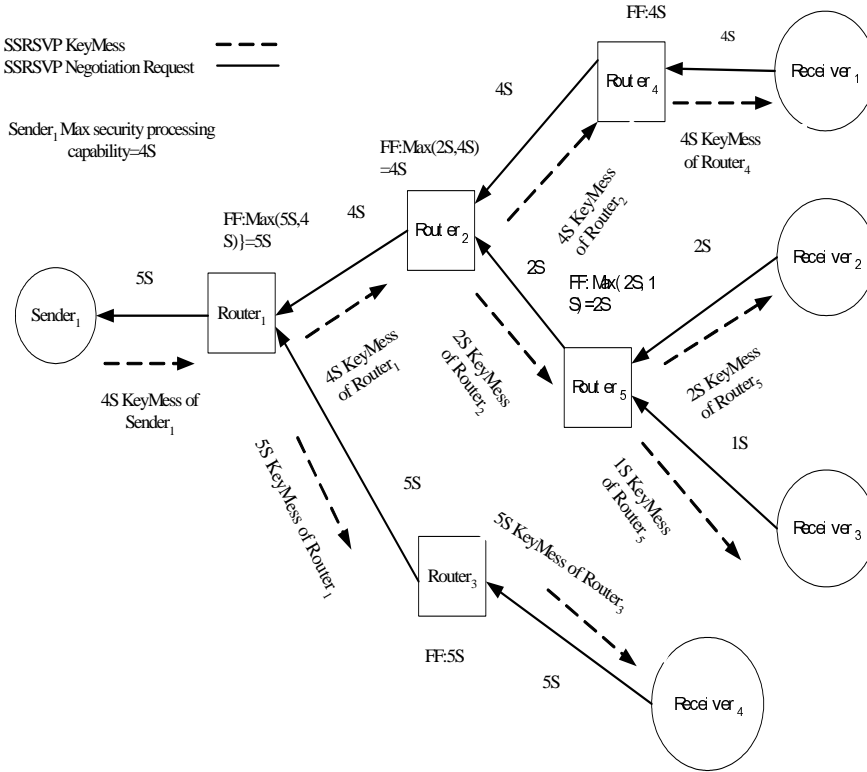 FF:4S
SSRSVP KeyMess
SSRSVP Negotiation Request
4S
Receiver1
Router4
4S
Sender1 Max security processing
capability=4S
4S KeyMess
of Router4
FF:Max(2S,4S)
=4S
4S KeyMess
of Router2
FF:Max(5S,4
S)}=5S
4S
Router2
2S
Receiver2
2S
FF:Max(2S,1
S)=2S
5S
Sender1
Router1
4S KeyMess
of Router1
2S KeyMess
of Router2
Router5
2S KeyMess
of Router5
4S KeyMess of
Sender1
1S
5S KeyMess of Router1
5S
1S KeyMess
of Router5
Receiver3
5S KeyMess of Router3
Router3
FF:5S
5S
Receiver4